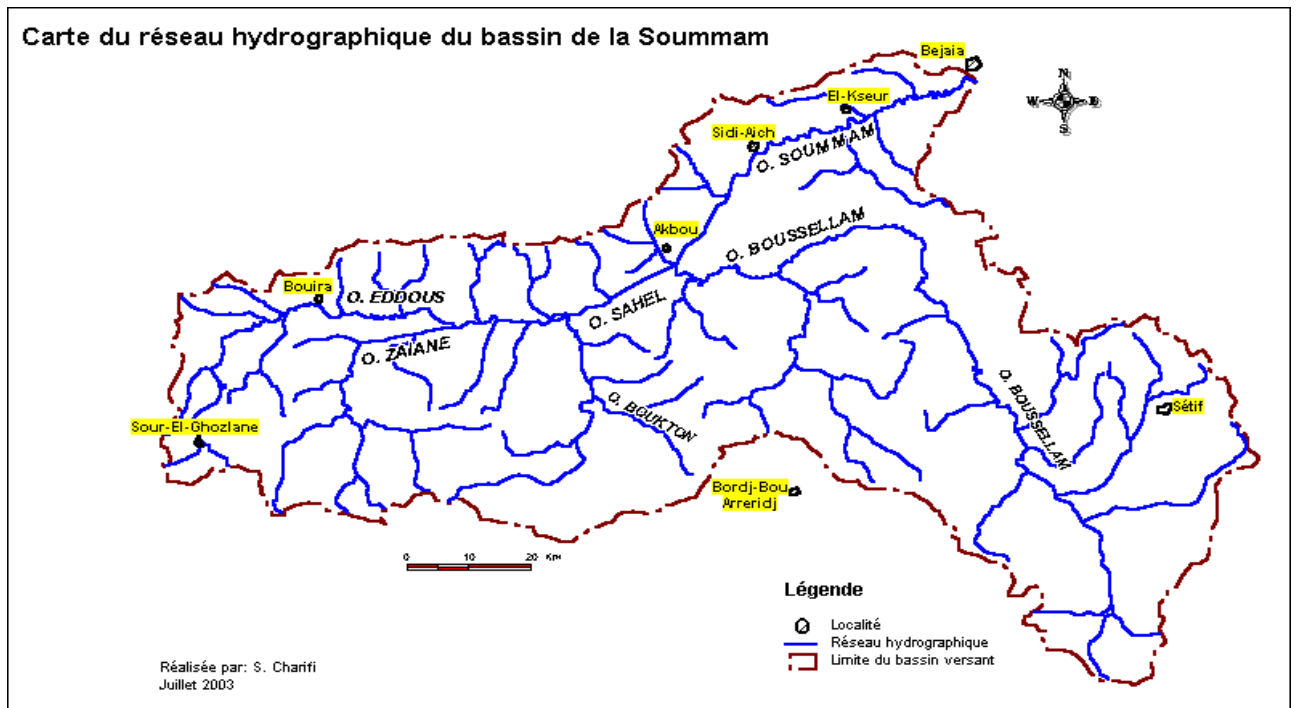 Carte du réseau hydrographique du bassin de la Soummam
Bejaia
N
W E
S
El-Kseur
Sidi-Aich
O. SOUMMAM
O. BOUSSELLAM
Akbou
Bouira
O. EDDOUS
O. SAHEL
O. ZAIANE
O. BOUKTON
O. BOUSSELLAM
Sétif
Sour-El-Ghozlane
Bordj-Bou
Arreridj
0 10 20 Km
Légende
Localité
Réseau hydrographique
Limite du bassin versant
Réalisée par: S. Charifi
Juillet 2003